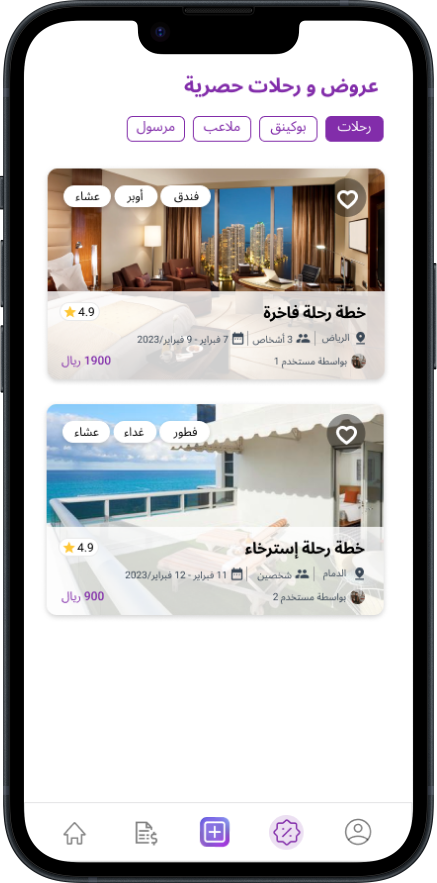 عروض و رحلات حصرية
رحلات بوكينق ملاعب مرسول
فندق أوبر عشاء
خطة رحلة فاخرة 4.9
الرياض 3 أشخاص 7 فبراير - 9 فبراير/2023
بواسطة مستخدم 1 1900 ريال
فطور غداء عشاء
خطة رحلة إسترخاء 4.9
الدمام شخصين 11 فبراير - 12 فبراير/2023
بواسطة مستخدم 2 900 ريال